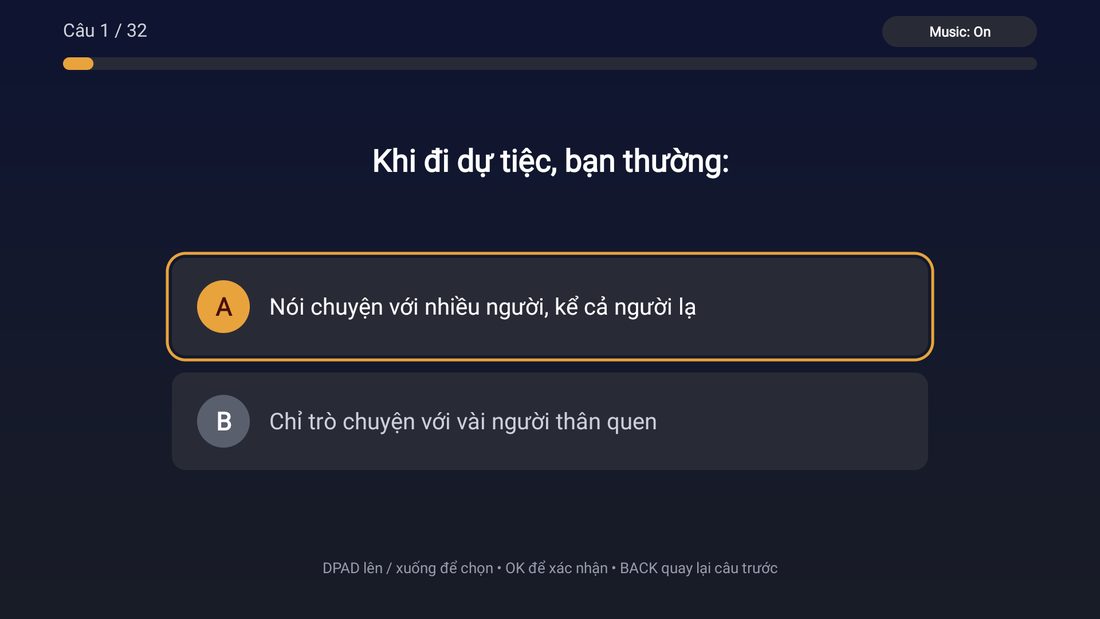 Câu 1 / 32
Music: On
Khi đi dự tiệc, bạn thường:
A
Nói chuyện với nhiều người, kể cả người lạ
B
Chỉ trò chuyện với vài người thân quen
DPAD lên / xuống để chọn • OK để xác nhận • BACK quay lại câu trước